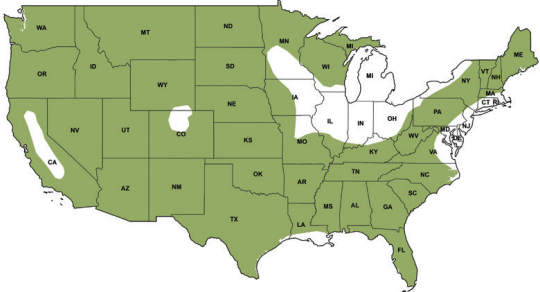 WA
MT
ND
MN
MI
ME
OR
ID
SD
WI
MI
NY
VT
NH
MA
WY
NE
IA
CT
RI
PA
NJ
NV
UT
CO
IL
IN
OH
MD
DE
CA
KS
MO
WV
VA
KY
AZ
NM
OK
AR
TN
NC
SC
TX
LA
MS
AL
GA
FL